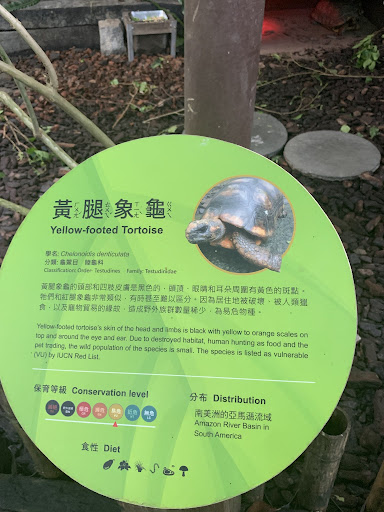 黃腿象龜
Yellow-footed Tortoise
學名: Chelonoidis denticulata
分類: 龜鱉目 / 陸龜科
Classification: Order- Testudines / Family: Testudinidae
黃腿象龜的頭部和四肢皮膚是黑色的，頭頂、眼睛和耳朵周圍有黃色的斑點。
牠們和紅腿象龜非常類似，有時甚至難以區分。因為居住地被破壞、被人類獵
食，以及寵物貿易的緣故，造成野外族群數量稀少，為易危物種。
Yellow-footed tortoise's skin of the head and limbs is black with yellow to orange scales on
top and around the eye and ear. Due to destroyed habitat, human hunting as food and the
pet trading, the wild population of the species is small. The species is listed as vulnerable
(VU) by IUCN Red List.
保育等級 Conservation level
分布 Distribution
南美洲的亞馬遜流域
Amazon River Basin in
South America
食性 Diet